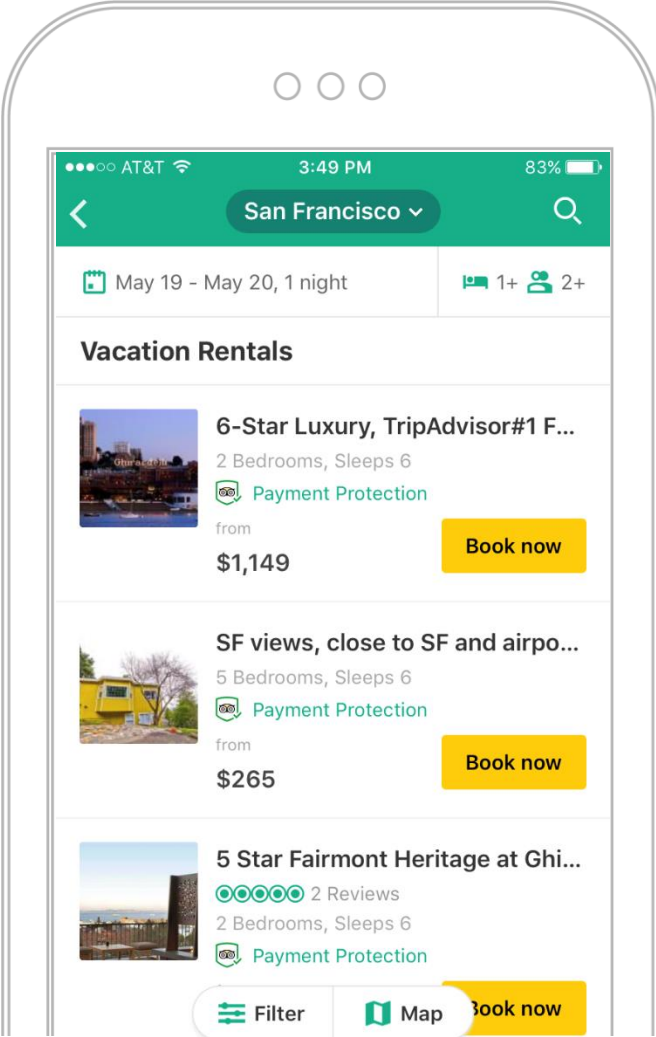 AT&T 3:49 PM 83%
San Francisco
May 19 - May 20, 1 night 1+ 2+
Vacation Rentals
6-Star Luxury, TripAdvisor#1 F...
2 Bedrooms, Sleeps 6
Payment Protection
from
$1,149
Book now
Ghirardelli
SF views, close to SF and airpo...
5 Bedrooms, Sleeps 6
Payment Protection
from
$265
Book now
5 Star Fairmont Heritage at Ghi...
2 Reviews
2 Bedrooms, Sleeps 6
Payment Protection
Book now
Filter Map